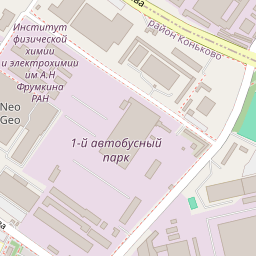 Институт
физической
химии
и электрохимии
им А.Н
Фрумкина
РАН
район Коньково
Neo
Geo
1-й автобусный
парк